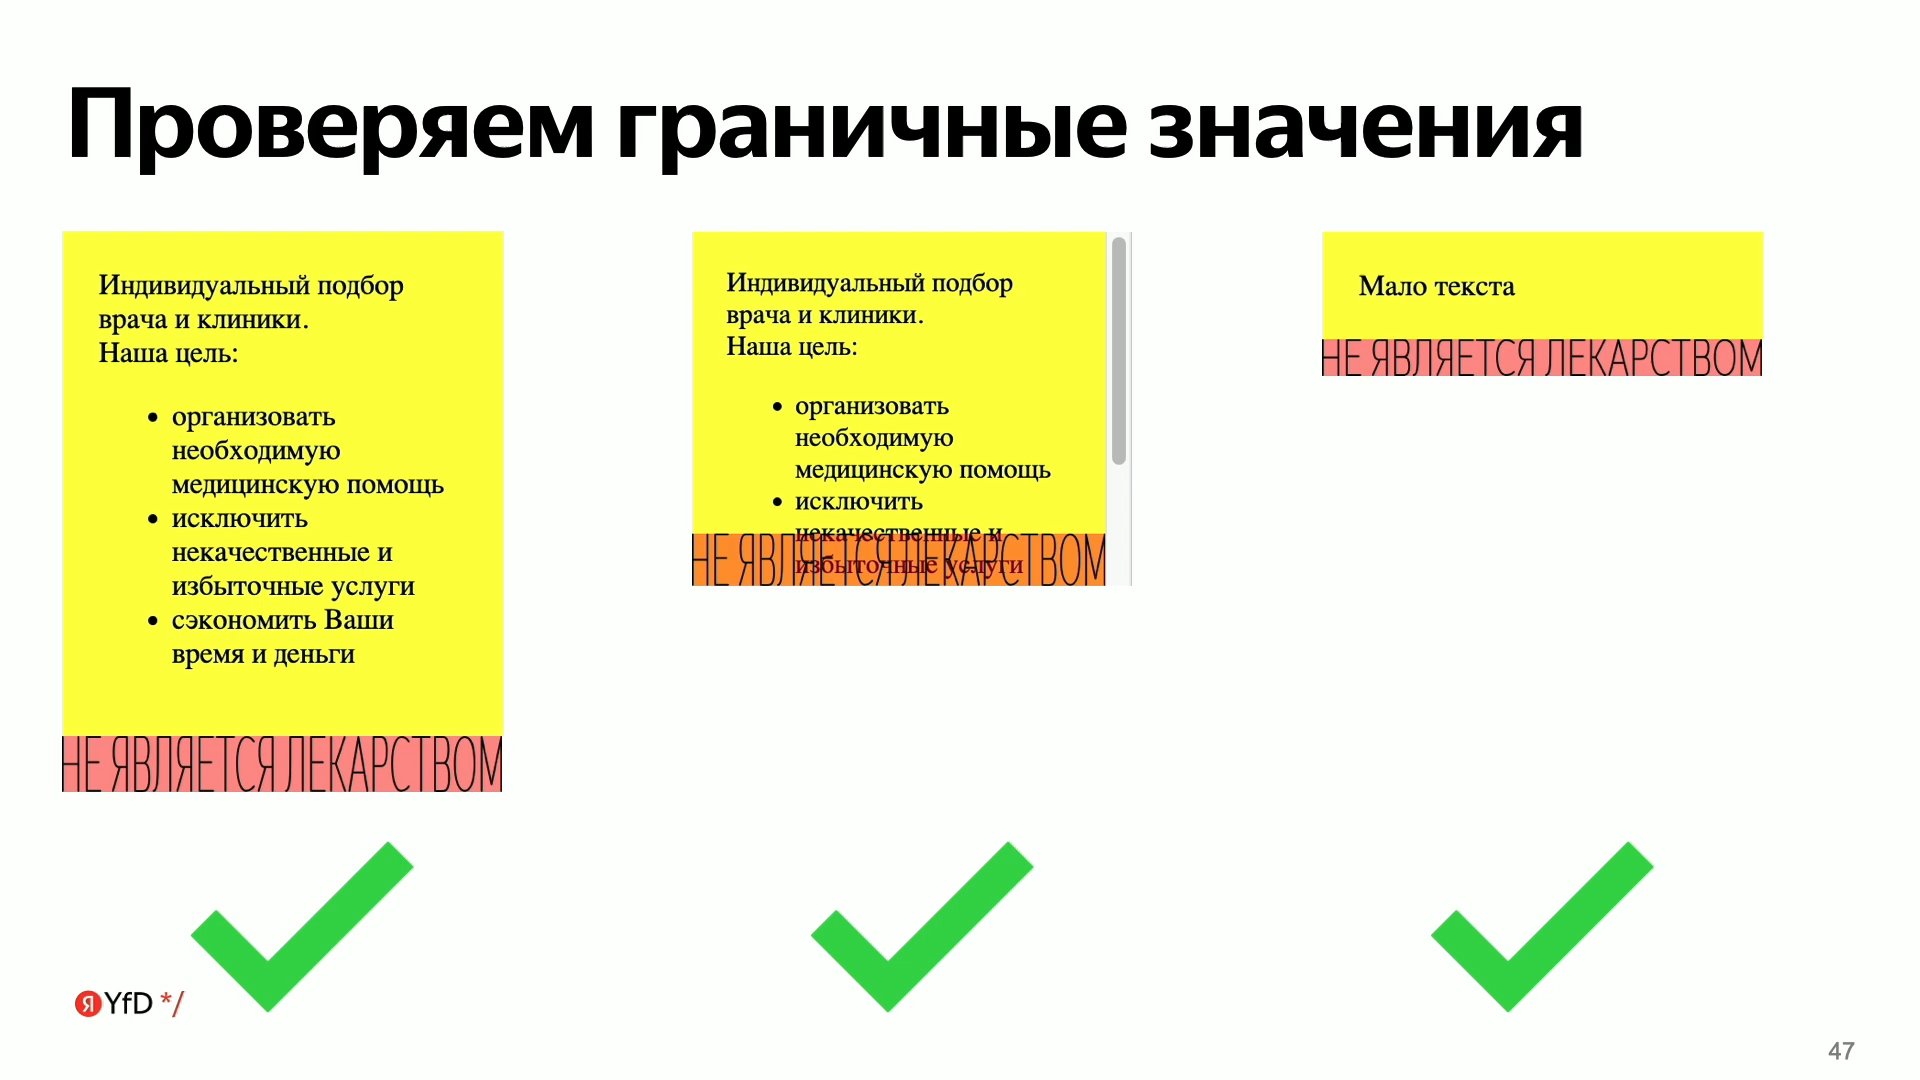 Проверяем граничные значения
Индивидуальный подбор
врача и клиники.
Наша цель:
• организовать
необходимую
медицинскую помощь
• исключить
некачественные и
избыточные услуги
• сэкономить Ваши
время и деньги
НЕ ЯВЛЯЕТСЯ ЛЕКАРСТВОМ
Индивидуальный подбор
врача и клиники.
Наша цель:
• организовать
необходимую
медицинскую помощь
• исключить
некачественные и
избыточные услуги
НЕ ЯВЛЯЕТСЯ ЛЕКАРСТВОМ
Мало текста
НЕ ЯВЛЯЕТСЯ ЛЕКАРСТВОМ
Я YfD */
47